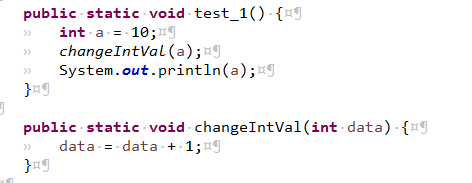 public static void test_1() {
int a = 10;
changeIntVal(a);
System.out.println(a);
}
public static void changeIntVal(int data) {
data = data + 1;
}